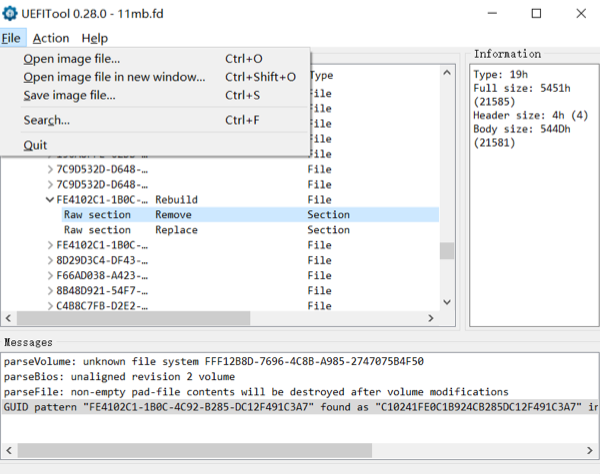 UEFITool 0.28.0 - 11mb.fd
File Action Help
Open image file... Ctrl+O
Open image file in new window... Ctrl+Shift+O
Save image file... Ctrl+S
Search... Ctrl+F
Quit
Type
File
File
File
File
File
7C9D532D-D648-... File
7C9D532D-D648-... File
FE4102C1-1B0C-... Rebuild File
Raw section Remove Section
Raw section Replace Section
FE4102C1-1B0C-... File
8D29D3C4-DF43-... File
F66AD038-A423-... File
8B48D921-54F7-... File
C4B8C7FB-D2E2-... File
Information
Type: 19h
Full size: 5451h
(21585)
Header size: 4h (4)
Body size: 544Dh
(21581)
Messages
parseVolume: unknown file system FFF12B8D-7696-4C8B-A985-2747075B4F50
parseBios: unaligned revision 2 volume
parseFile: non-empty pad-file contents will be destroyed after volume modifications
GUID pattern "FE4102C1-1B0C-4C92-B285-DC12F491C3A7" found as "C10241FE0C1B924CB285DC12F491C3A7" in